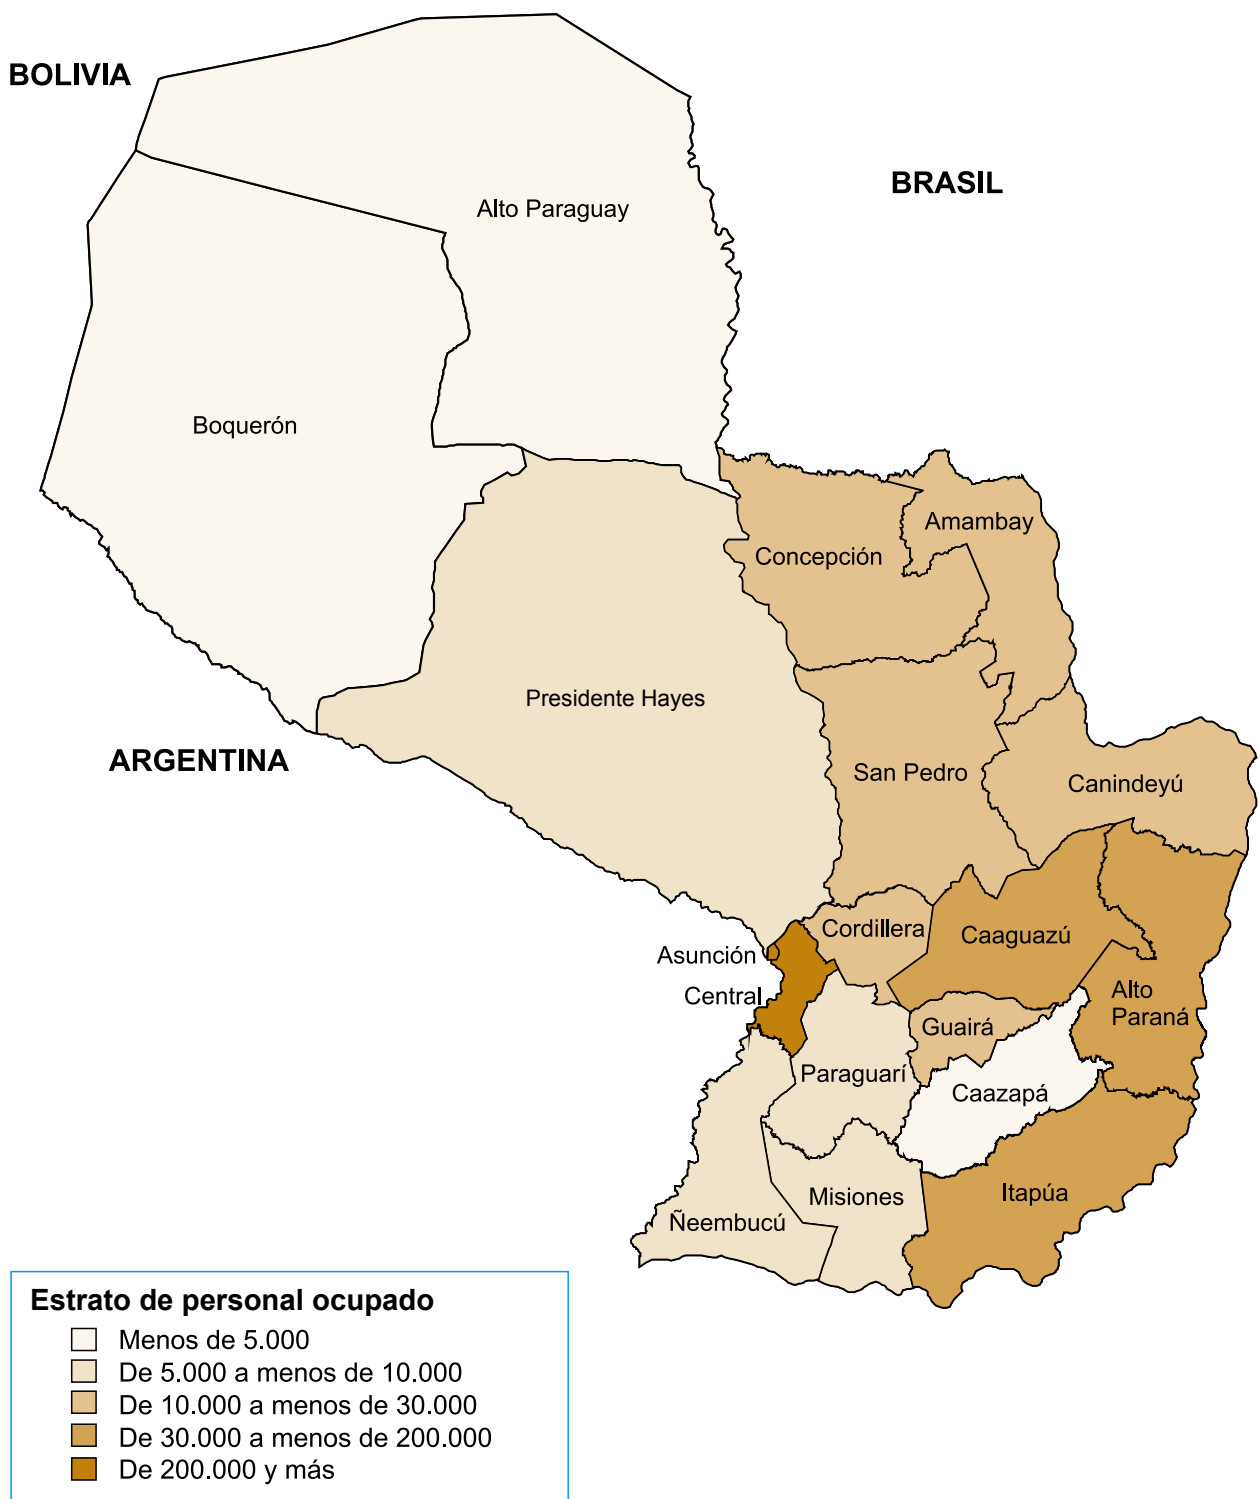 BOLIVIA
BRASIL
Alto Paraguay
Boquerón
Amambay
Concepción
Presidente Hayes
ARGENTINA
San Pedro
Canindeyú
Cordillera
Caaguazú
Asunción
Central
Alto
Paraná
Guairá
Paraguarí
Caazapá
Misiones
Itapúa
Ñeembucú
Estrato de personal ocupado
Menos de 5.000
De 5.000 a menos de 10.000
De 10.000 a menos de 30.000
De 30.000 a menos de 200.000
De 200.000 y más